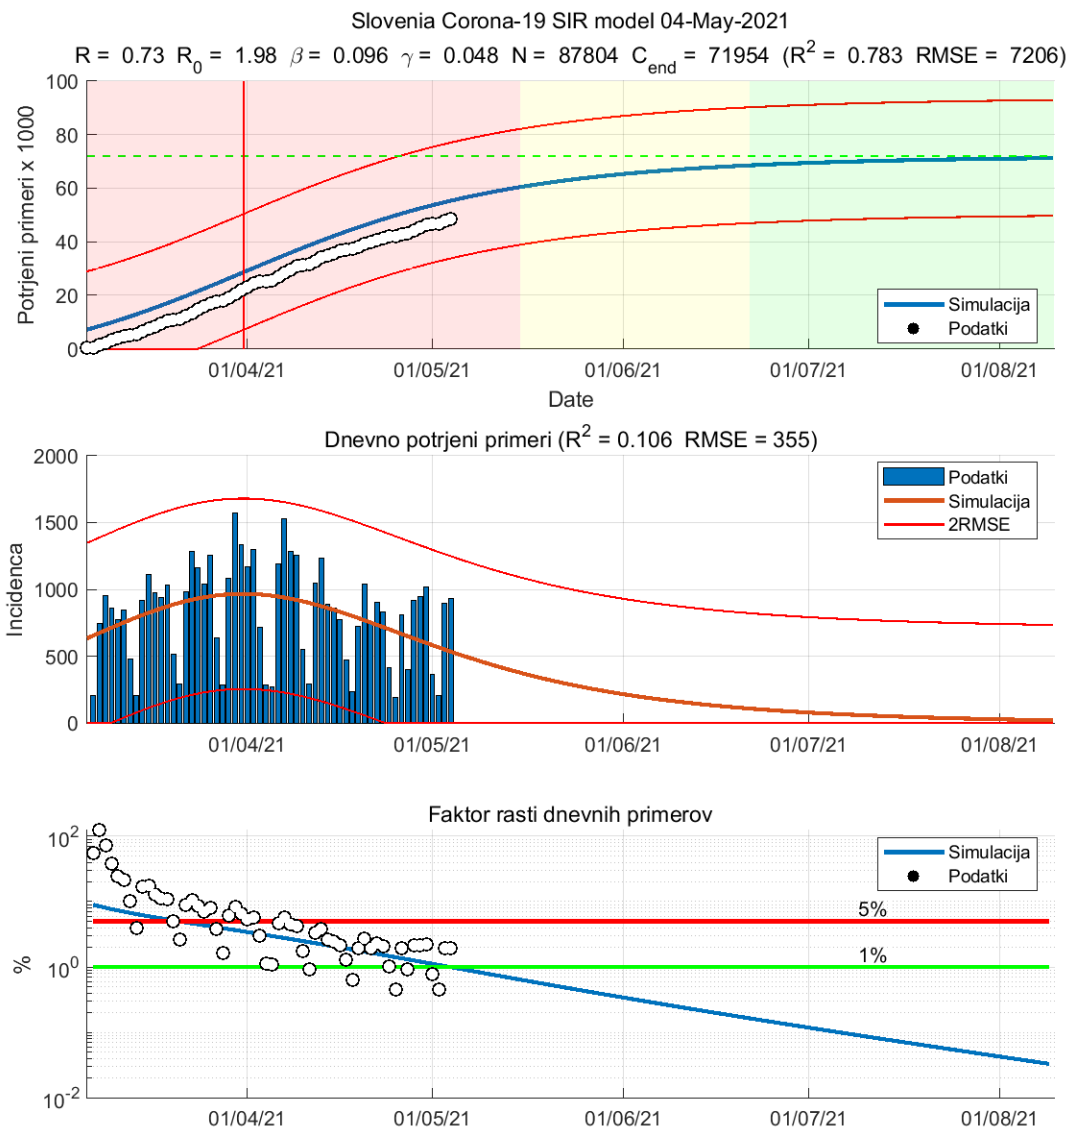 Slovenia Corona-19 SIR model 04-May-2021
R = 0.73 R0 = 1.98 β = 0.096 γ = 0.048 N = 87804 Cend = 71954 (R2 = 0.783 RMSE = 7206)
100
80
60
40
20
0
Potrjeni primeri x 1000
Simulacija
Podatki
01/04/21 01/05/21 01/06/21 01/07/21 01/08/21
Date
Dnevno potrjeni primeri (R2 = 0.106 RMSE = 355)
2000
1500
1000
500
0
Incidenca
Podatki
Simulacija
2RMSE
01/04/21 01/05/21 01/06/21 01/07/21 01/08/21
Faktor rasti dnevnih primerov
102
100
10-2
%
Simulacija
Podatki
5%
1%
01/04/21 01/05/21 01/06/21 01/07/21 01/08/21